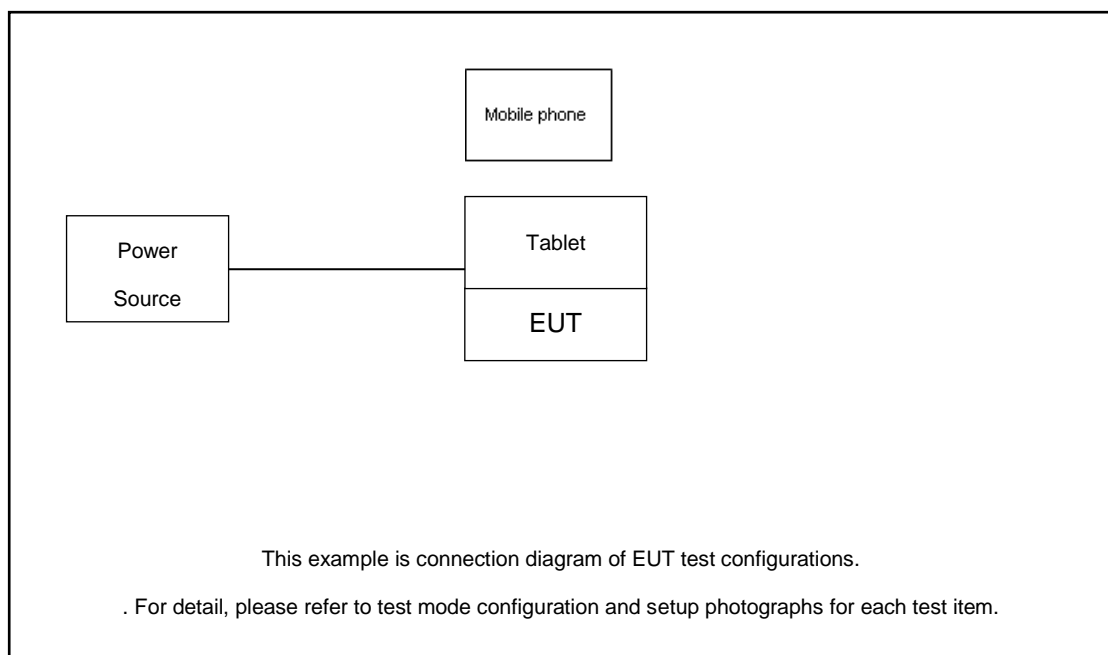 Mobile phone
Power
Source
Tablet
EUT
This example is connection diagram of EUT test configurations.
. For detail, please refer to test mode configuration and setup photographs for each test item.